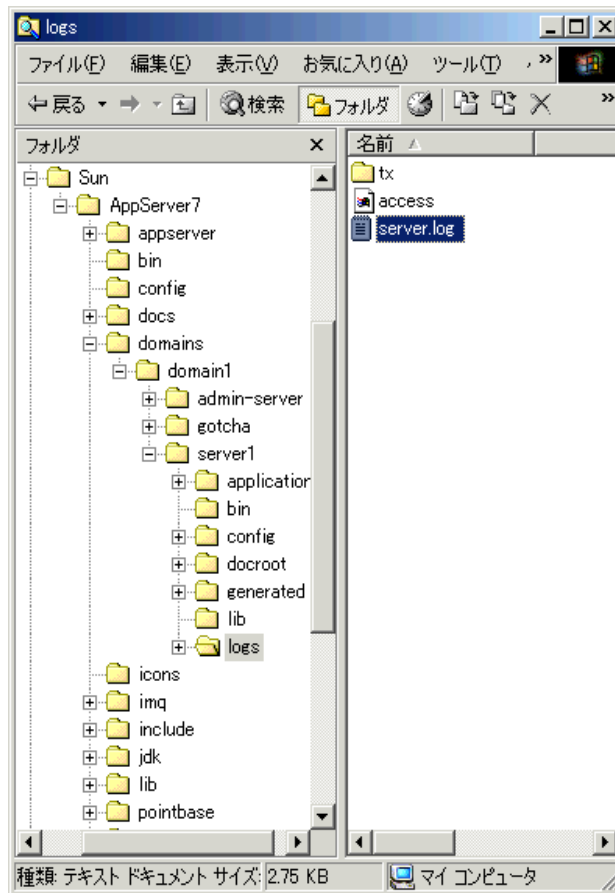 logs
ファイル(F) 編集(E) 表示(V) お気に入り(A) ツール(T) »
戻る 検索 フォルダ »
フォルダ
Sun
AppServer7
appserver
bin
config
docs
domains
domain1
admin-server
gotcha
server1
application
bin
config
docroot
generated
lib
logs
icons
imq
include
jdk
lib
pointbase
名前
tx
access
server.log
種類: テキスト ドキュメント サイズ: 2.75 KB マイ コンピュータ